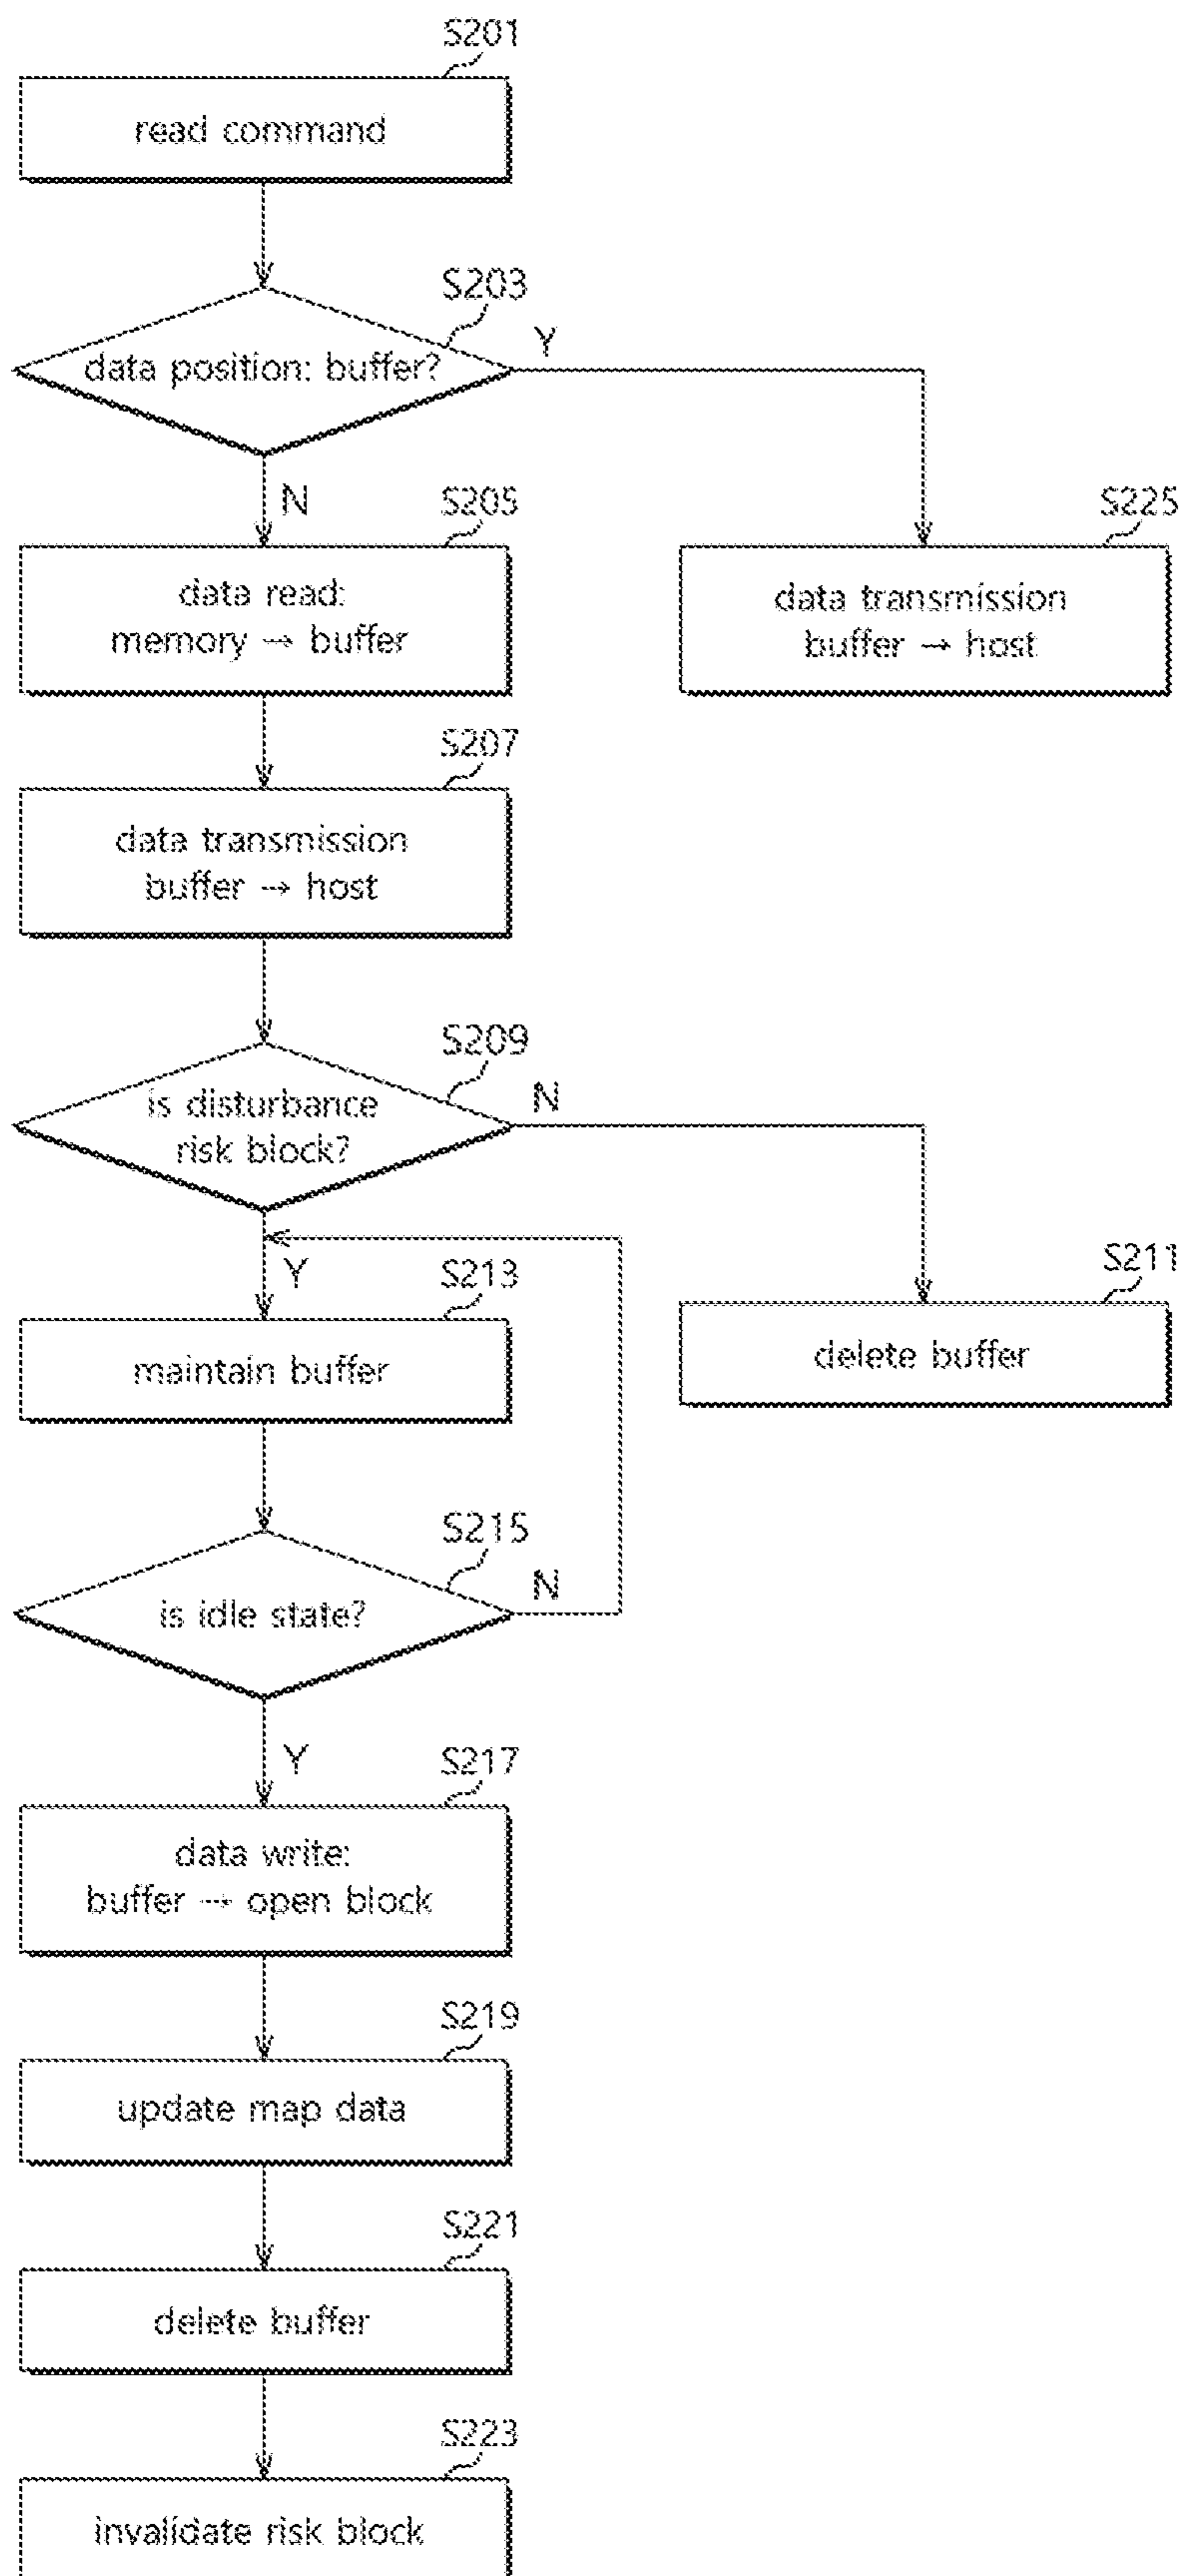 S201
read command
S203
data position: buffer?
Y
N
S205
data read:
memory → buffer
S225
data transmission
buffer → host
S207
data transmission
buffer → host
S209
is disturbance
risk block?
N
Y
S211
delete buffer
S213
maintain buffer
S215
is idle state?
N
Y
S217
data write:
buffer → open block
S219
update map data
S221
delete buffer
S223
invalidate risk block